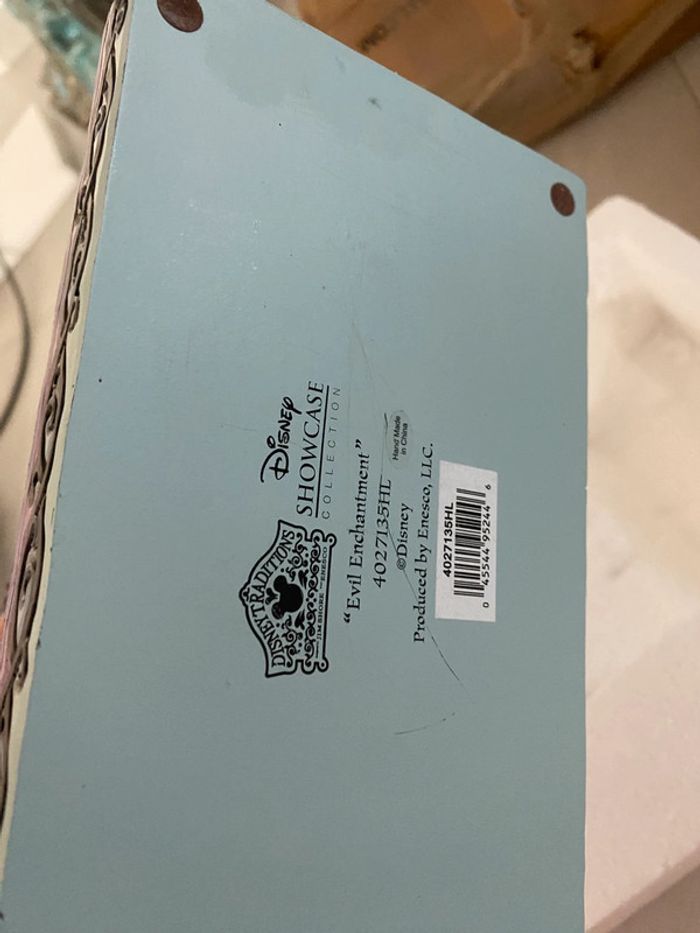 DISNEY TRADITIONS
JIM SHORE
ENESCO
Disney
SHOWCASE
COLLECTION
“Evil Enchantment”
4027135HL
Hand Made
in China
©Disney
Produced by Enesco, LLC.
4027135HL
0 45544 95244 6